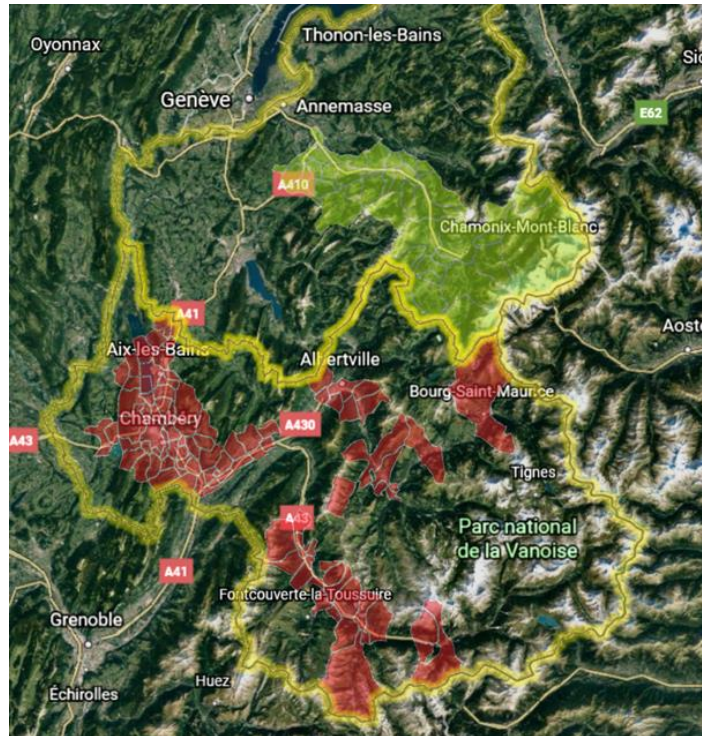 Thonon-les-Bains
Oyonnax
Sio
Genève
Annemasse
E62
A410
Chamonix-Mont-Blanc
A41
Aix-les-Bains
Albertville
Aoste
Bourg-Saint-Maurice
Chambéry
A430
A43
Tignes
A43
Parc national
de la Vanoise
A41
Fontcouverte-la-Toussuire
Grenoble
Huez
Échirolles